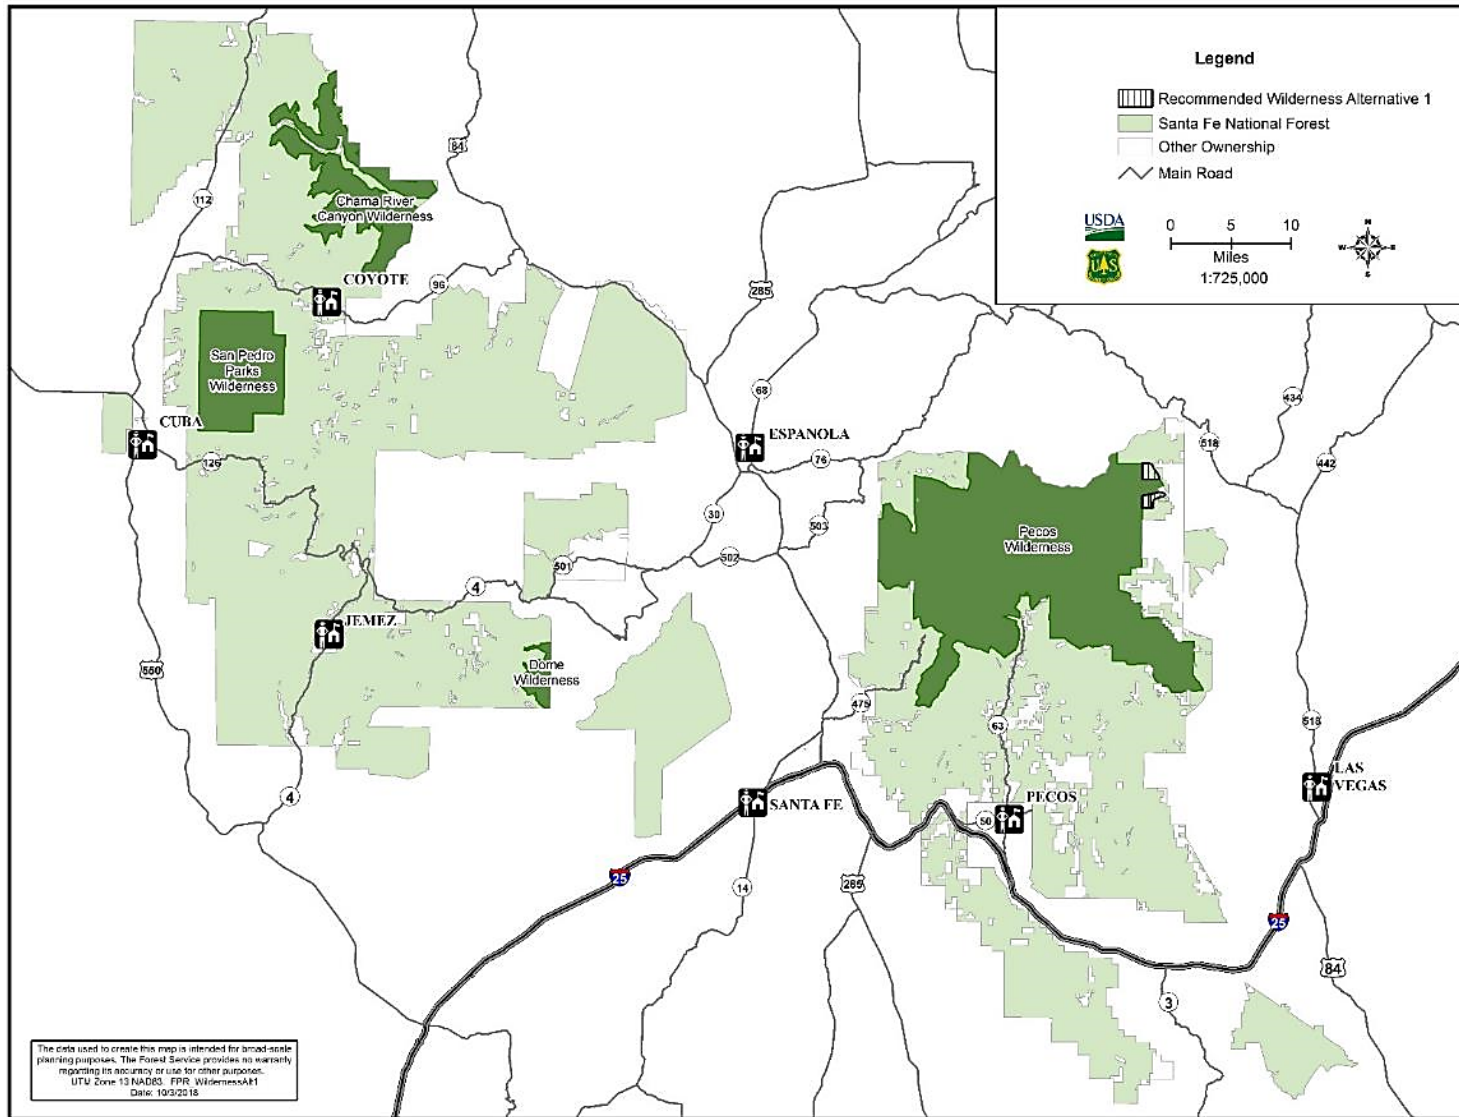 Legend
Recommended Wilderness Alternative 1
Santa Fe National Forest
Other Ownership
Main Road
USDA
0 5 10
Miles
1:725,000
N
W E
S
U S
84
112
Chama River
Canyon Wilderness
COYOTE
96
285
San Pedro
Parks
Wilderness
68
434
CUBA
ESPANOLA
518
126
76
442
30
503
Pecos
Wilderness
502
501
4
JEMEZ
550
Dome
Wilderness
475
63
518
4
LAS
VEGAS
SANTA FE
PECOS
50
25
14
285
25
84
3
The data used to create this map is intended for broad-scale
planning purposes. The Forest Service provides no warranty
regarding its accuracy or use for other purposes.
UTM Zone 13 NAD83. FPR_WildernessAlt1
Date: 10/3/2018